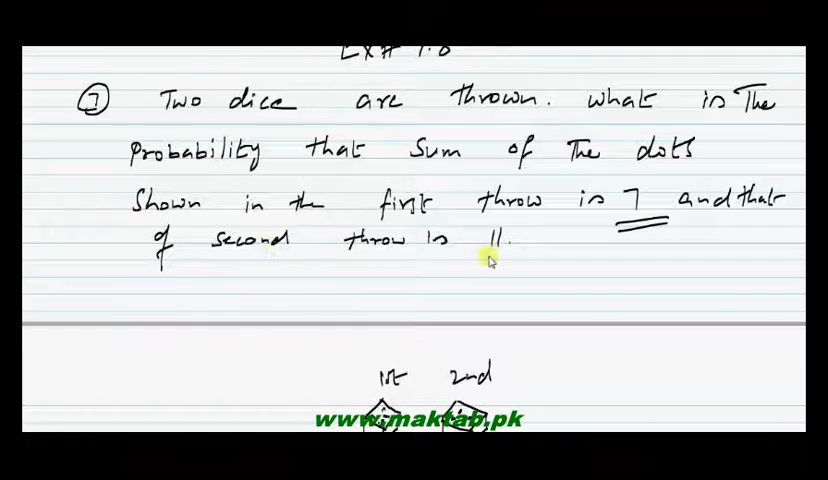 Ex# 7.8
⑦ Two dice are thrown. what is The
Probability that Sum of The dots
Shown in the first throw is 7 and that
of second throw is 11.
1st 2nd
www.maktab.pk